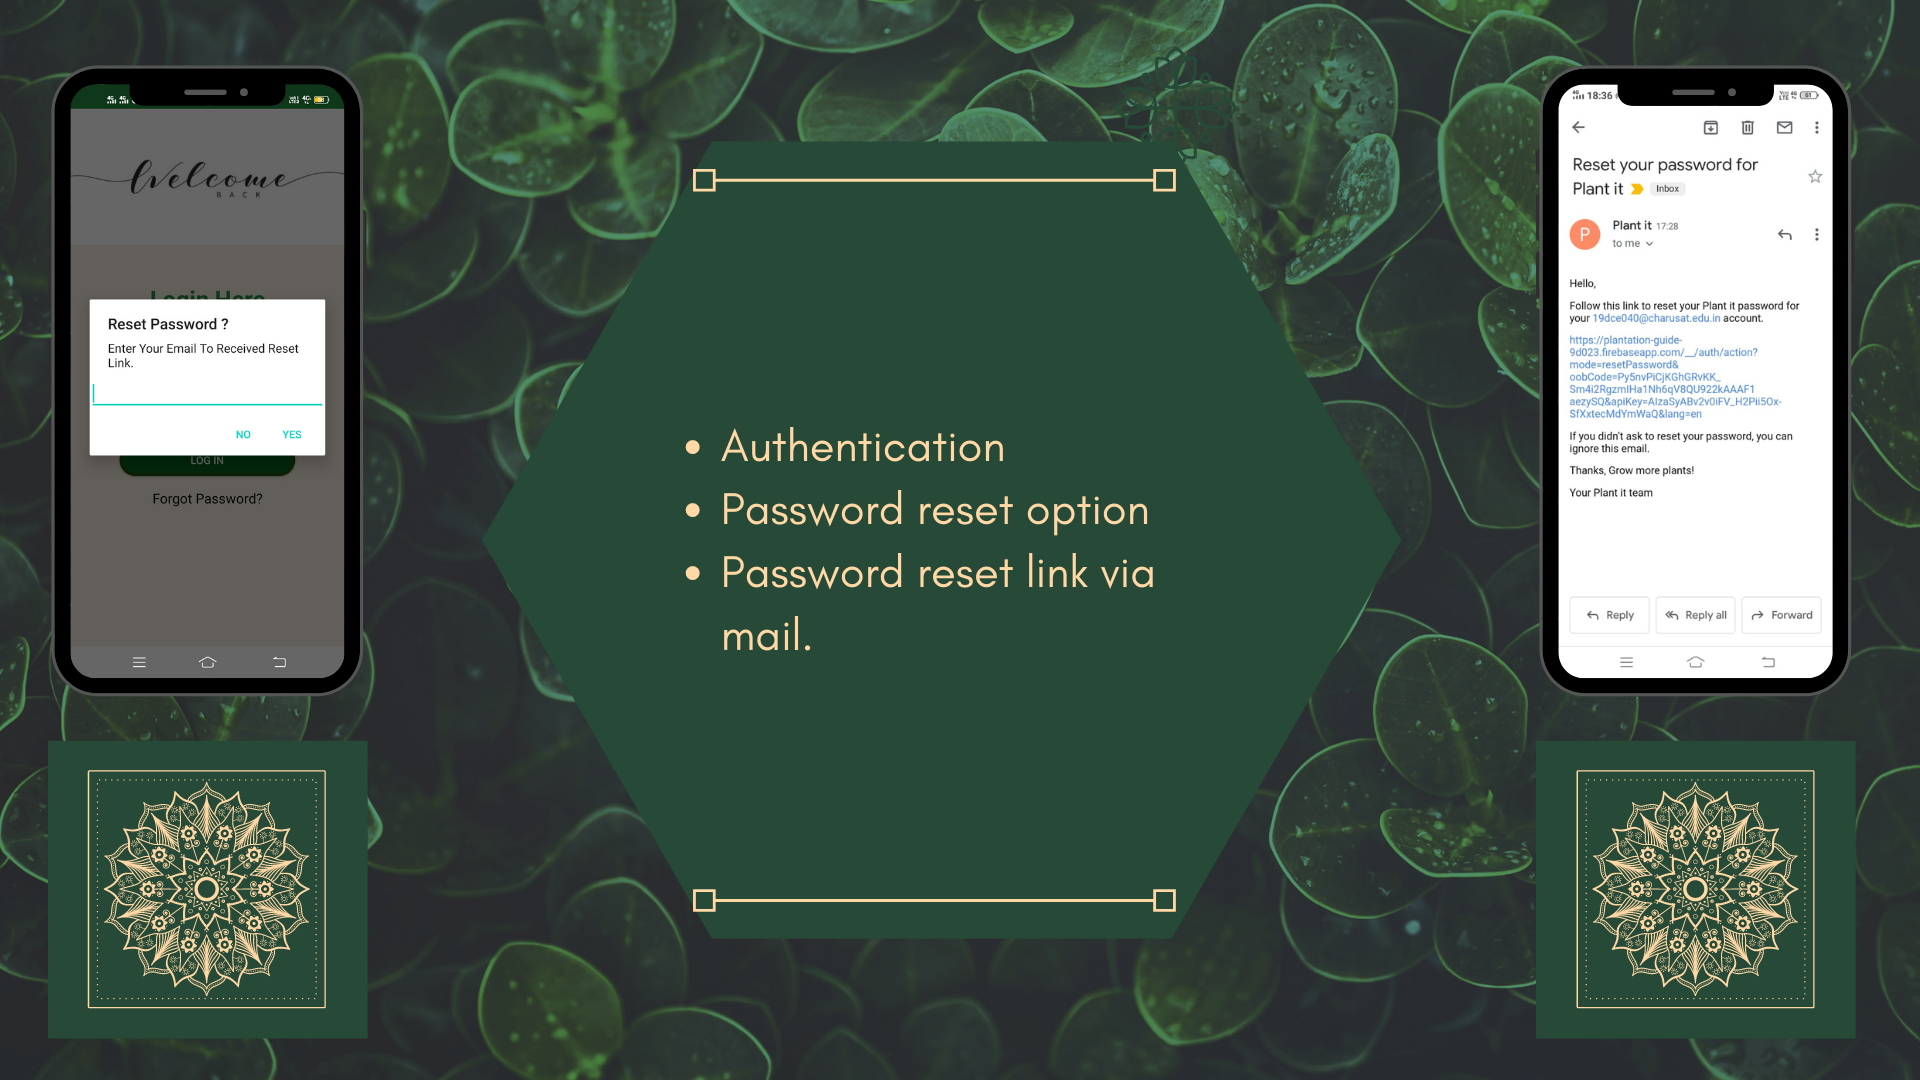 Welcome
BACK
Login Here
Reset Password ?
Enter Your Email To Received Reset
Link.
NO YES
LOG IN
Forgot Password?
Authentication
Password reset option
Password reset link via
mail.
18:36
Reset your password for
Plant it Inbox
P
Plant it 17:28
to me
Hello,
Follow this link to reset your Plant it password for
your 19dce040@charusat.edu.in account.
https://plantation-guide-
9d023.firebaseapp.com/__/auth/action?
mode=resetPassword&
oobCode=Py5nvPiCjKGhGRvKK_
Sm4i2RgzmIHa1Nh6qV8QU922kAAAF1
aezySQ&apiKey=AIzaSyABv2v0iFV_H2Pii5Ox-
SfXxtecMdYmWaQ&lang=en
If you didn't ask to reset your password, you can
ignore this email.
Thanks, Grow more plants!
Your Plant it team
Reply Reply all Forward